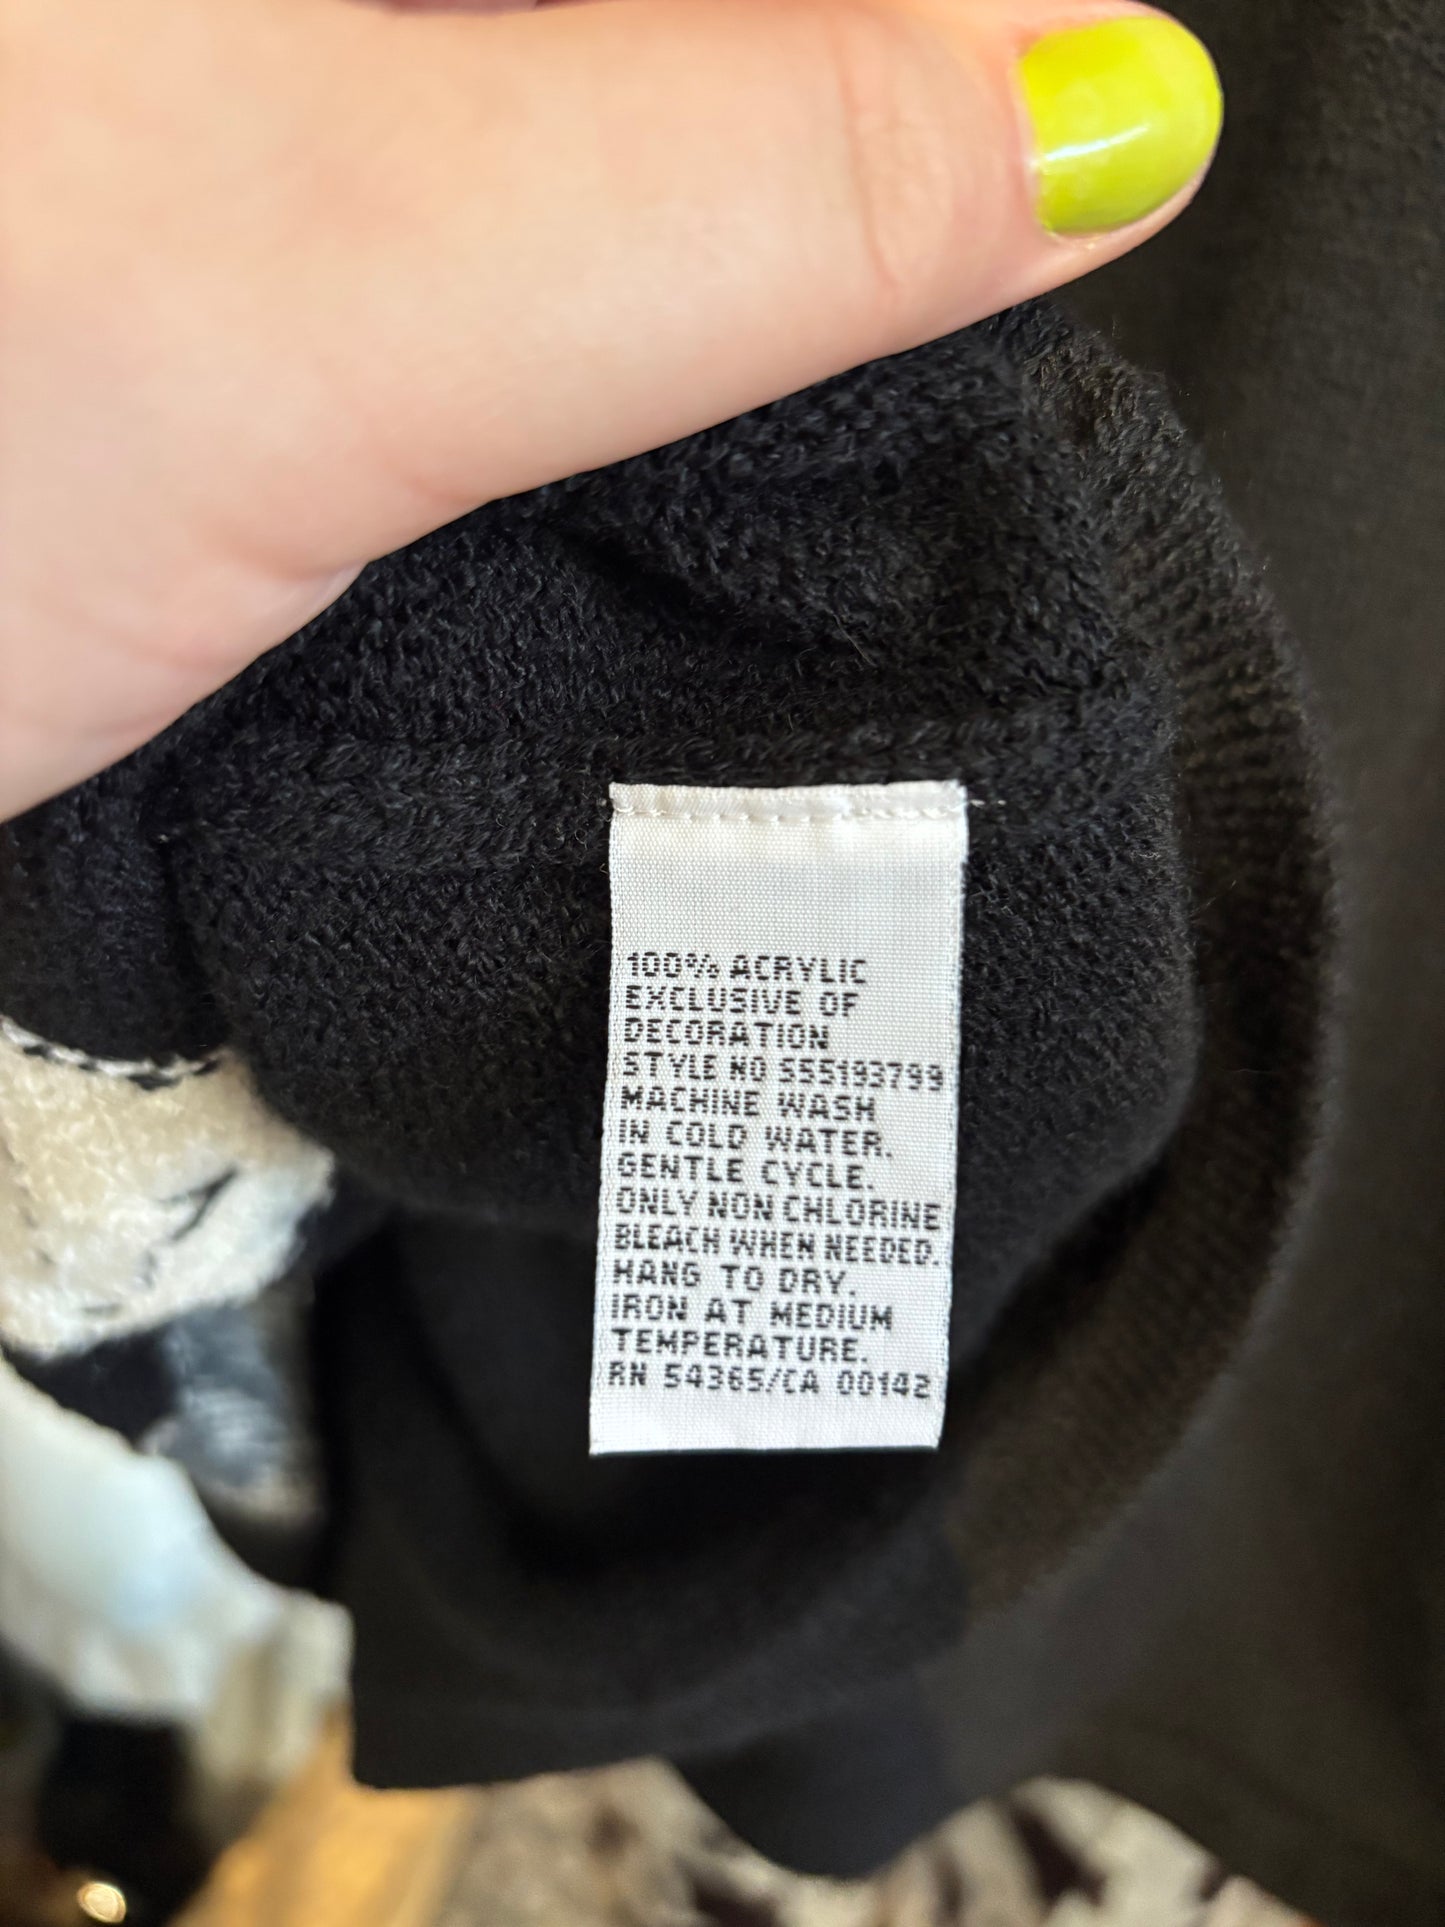 100% ACRYLIC
EXCLUSIVE OF
DECORATION
STYLE NO S55193799
MACHINE WASH
IN COLD WATER.
GENTLE CYCLE.
ONLY NON CHLORINE
BLEACH WHEN NEEDED.
HANG TO DRY.
IRON AT MEDIUM
TEMPERATURE.
RN 54365/CA 00142